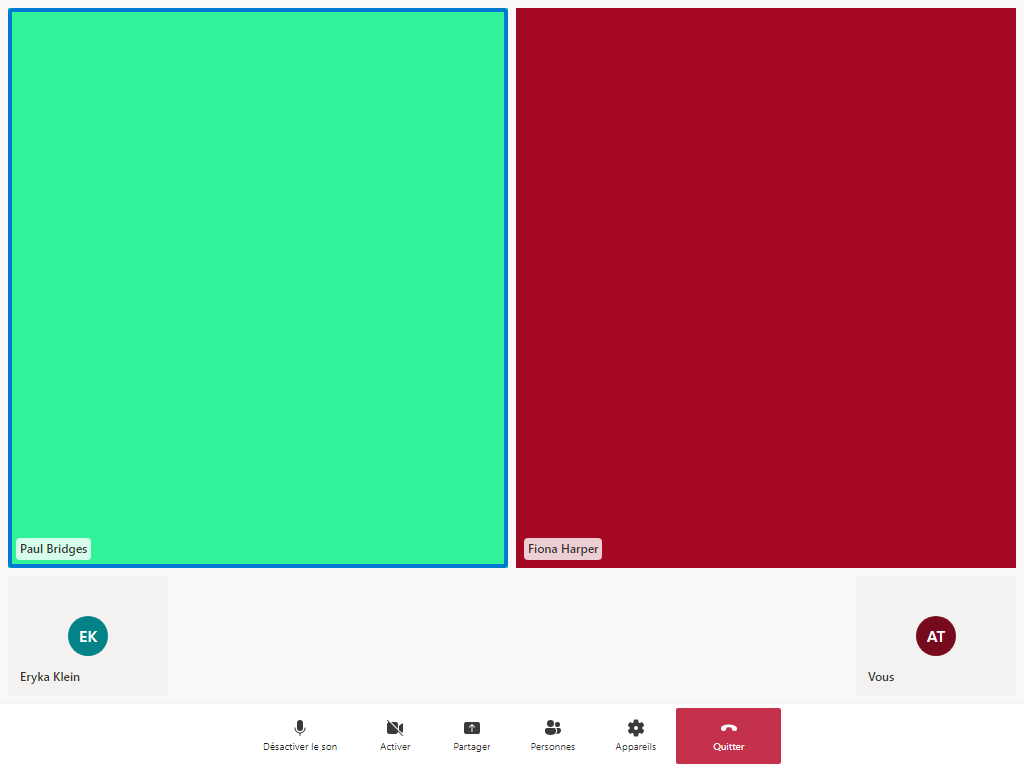 Paul Bridges
Fiona Harper
EK
Eryka Klein
AT
Vous
Désactiver le son
Activer
Partager
Personnes
Appareils
Quitter